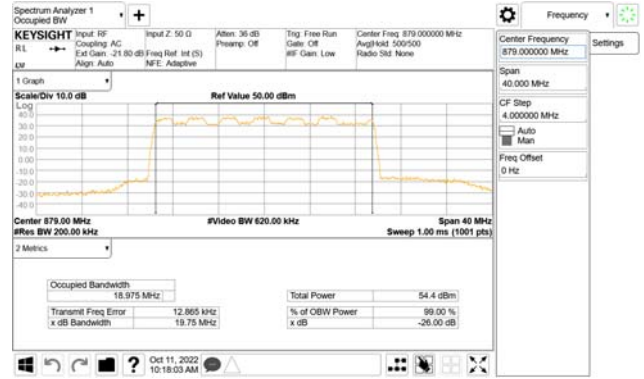 Spectrum Analyzer 1
Occupied BW
Frequency
KEYSIGHT
RL
LU
Input: RF
Coupling: AC
Ext Gain: -21.80 dB
Align: Auto
Input Z: 50 Ω
Freq Ref: Int (S)
NFE: Adaptive
Atten: 36 dB
Preamp: Off
Trig: Free Run
Gate: Off
#IF Gain: Low
Center Freq: 879.000000 MHz
Avg|Hold: 500/500
Radio Std: None
Center Frequency
879.000000 MHz
Settings
Span
40.000 MHz
CF Step
4.000000 MHz
Auto
Man
Freq Offset
0 Hz
1 Graph
Scale/Div 10.0 dB
Ref Value 50.00 dBm
Log
40.0
30.0
20.0
10.0
0.00
-10.0
-20.0
-30.0
-40.0
Center 879.00 MHz
#Video BW 620.00 kHz
Span 40 MHz
#Res BW 200.00 kHz
Sweep 1.00 ms (1001 pts)
2 Metrics
Occupied Bandwidth
18.975 MHz
Total Power 54.4 dBm
Transmit Freq Error 12.865 kHz
% of OBW Power 99.00 %
x dB Bandwidth 19.75 MHz
x dB -26.00 dB
?
Oct 11, 2022
10:18:03 AM